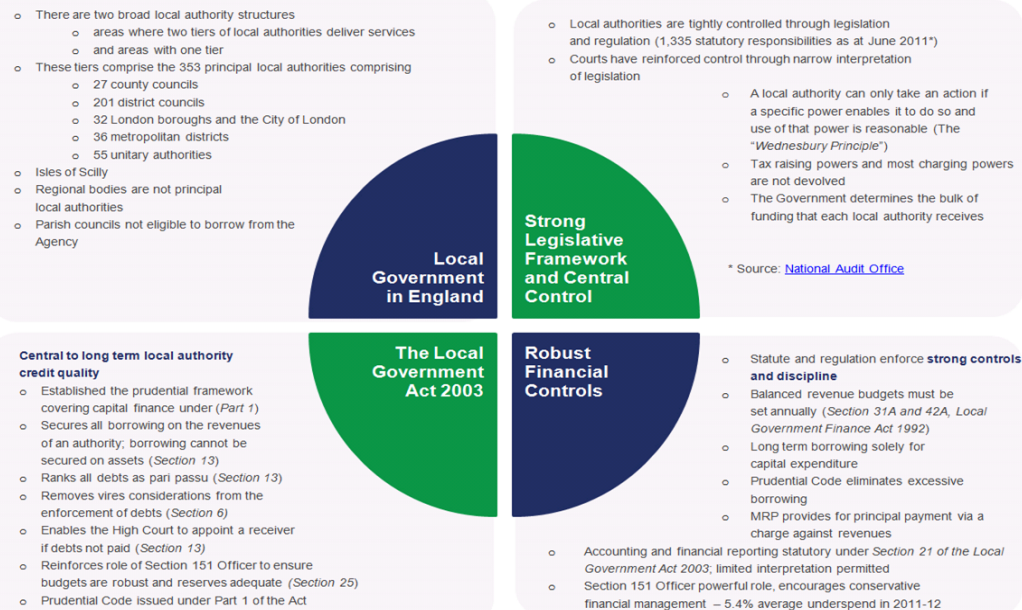 There are two broad local authority structures
areas where two tiers of local authorities deliver services
and areas with one tier
These tiers comprise the 353 principal local authorities comprising
27 county councils
201 district councils
32 London boroughs and the City of London
36 metropolitan districts
55 unitary authorities
Isles of Scilly
Regional bodies are not principal
local authorities
Parish councils not eligible to borrow from the
Agency
Local
Government
in England
Local authorities are tightly controlled through legislation
and regulation (1,335 statutory responsibilities as at June 2011*)
Courts have reinforced control through narrow interpretation
of legislation
A local authority can only take an action if
a specific power enables it to do so and
use of that power is reasonable (The
“Wednesbury Principle”)
Tax raising powers and most charging powers
are not devolved
The Government determines the bulk of
funding that each local authority receives
* Source: National Audit Office
Strong
Legislative
Framework
and Central
Control
Central to long term local authority
credit quality
Established the prudential framework
covering capital finance under (Part 1)
Secures all borrowing on the revenues
of an authority; borrowing cannot be
secured on assets (Section 13)
Ranks all debts as pari passu (Section 13)
Removes vires considerations from the
enforcement of debts (Section 6)
Enables the High Court to appoint a receiver
if debts not paid (Section 13)
Reinforces role of Section 151 Officer to ensure
budgets are robust and reserves adequate (Section 25)
Prudential Code issued under Part 1 of the Act
The Local
Government
Act 2003
Robust
Financial
Controls
Statute and regulation enforce strong controls
and discipline
Balanced revenue budgets must be
set annually (Section 31A and 42A, Local
Government Finance Act 1992)
Long term borrowing solely for
capital expenditure
Prudential Code eliminates excessive
borrowing
MRP provides for principal payment via a
charge against revenues
Accounting and financial reporting statutory under Section 21 of the Local
Government Act 2003; limited interpretation permitted
Section 151 Officer powerful role, encourages conservative
financial management – 5.4% average underspend in 2011-12